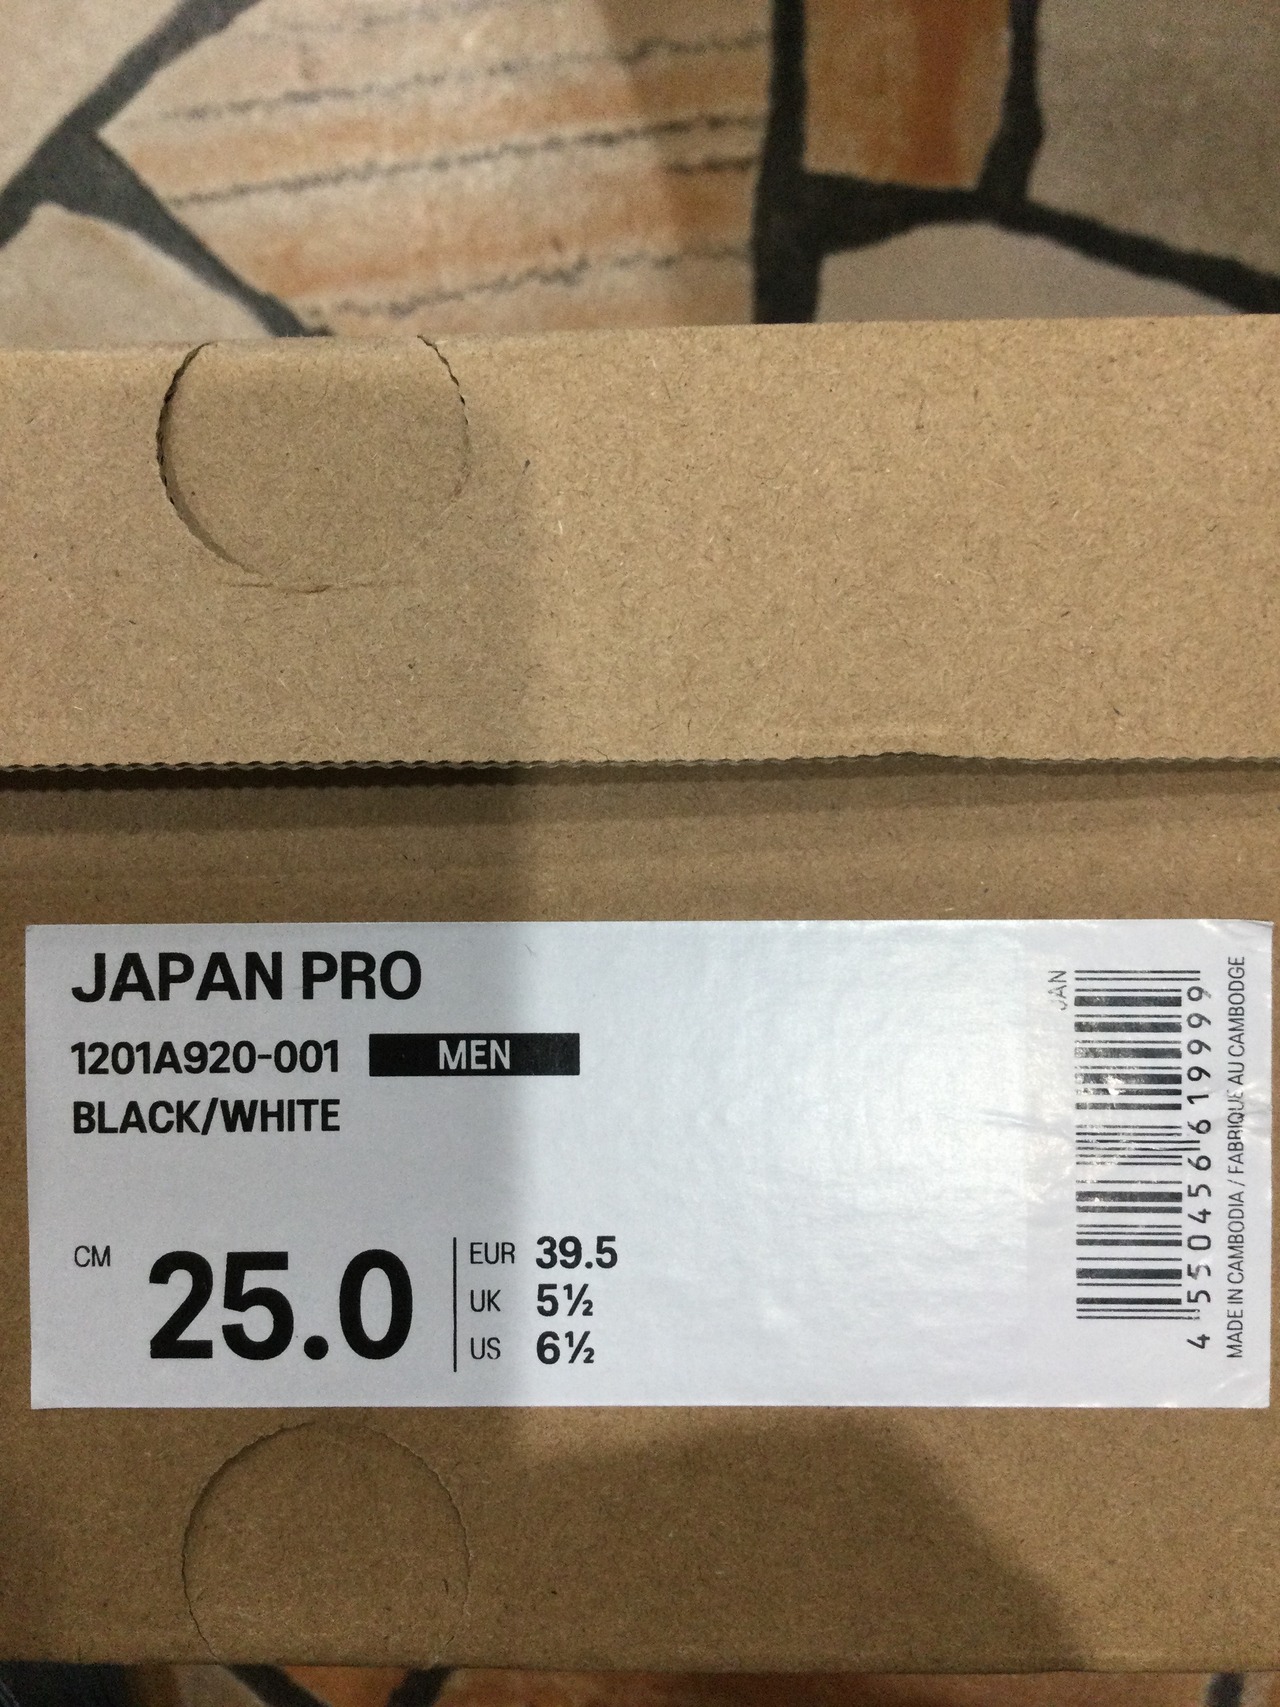 JAPAN PRO
1201A920-001 MEN
BLACK/WHITE
CM 25.0
EUR 39.5
UK 5½
US 6½
JAN
4 550456 619999
MADE IN CAMBODIA / FABRIQUE AU CAMBODGE